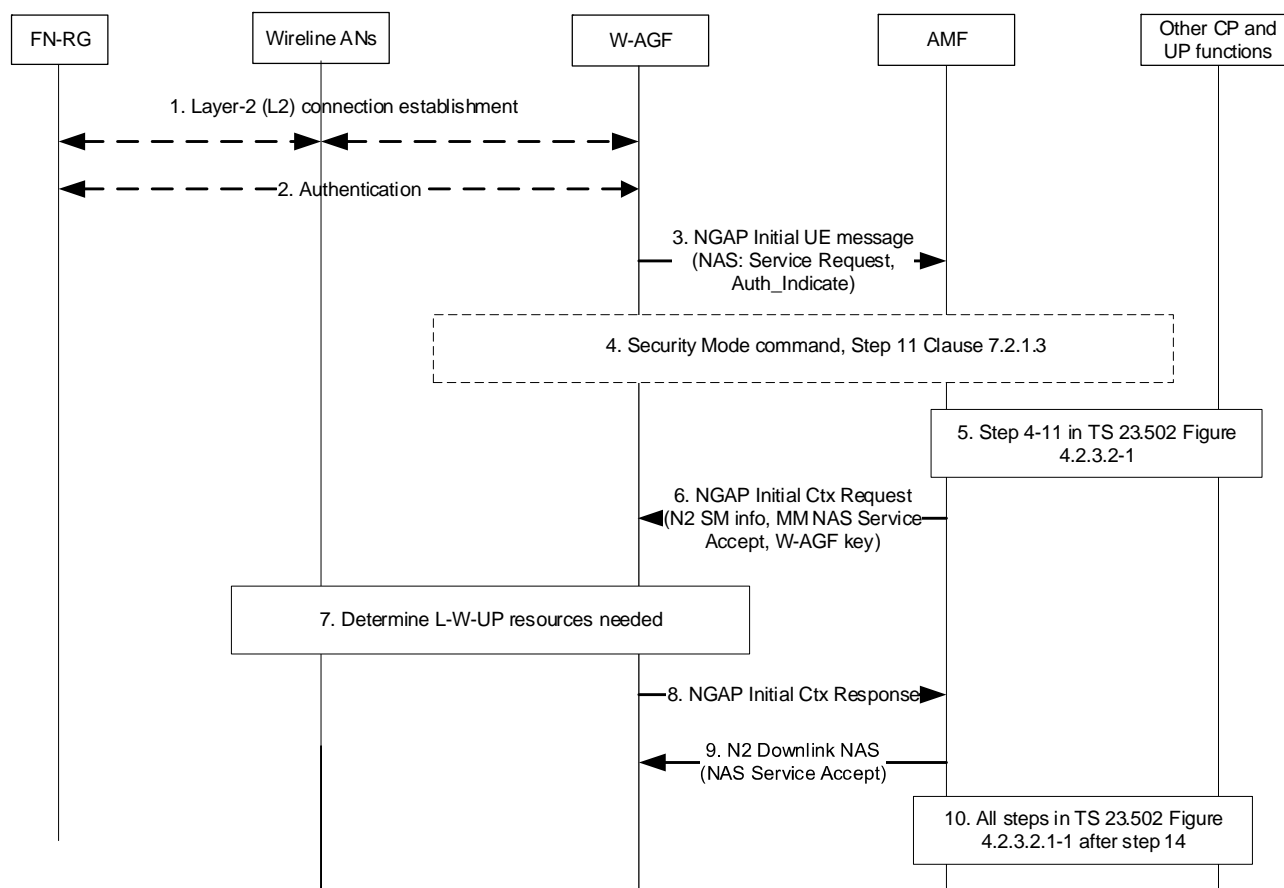 FN-RG
Wireline ANs
W-AGF
AMF
Other CP and
UP functions
1. Layer-2 (L2) connection establishment
2. Authentication
3. NGAP Initial UE message
(NAS: Service Request,
Auth_Indicate)
4. Security Mode command, Step 11 Clause 7.2.1.3
5. Step 4-11 in TS 23.502 Figure
4.2.3.2-1
6. NGAP Initial Ctx Request
(N2 SM info, MM NAS Service
Accept, W-AGF key)
7. Determine L-W-UP resources needed
8. NGAP Initial Ctx Response
9. N2 Downlink NAS
(NAS Service Accept)
10. All steps in TS 23.502 Figure
4.2.3.2.1-1 after step 14